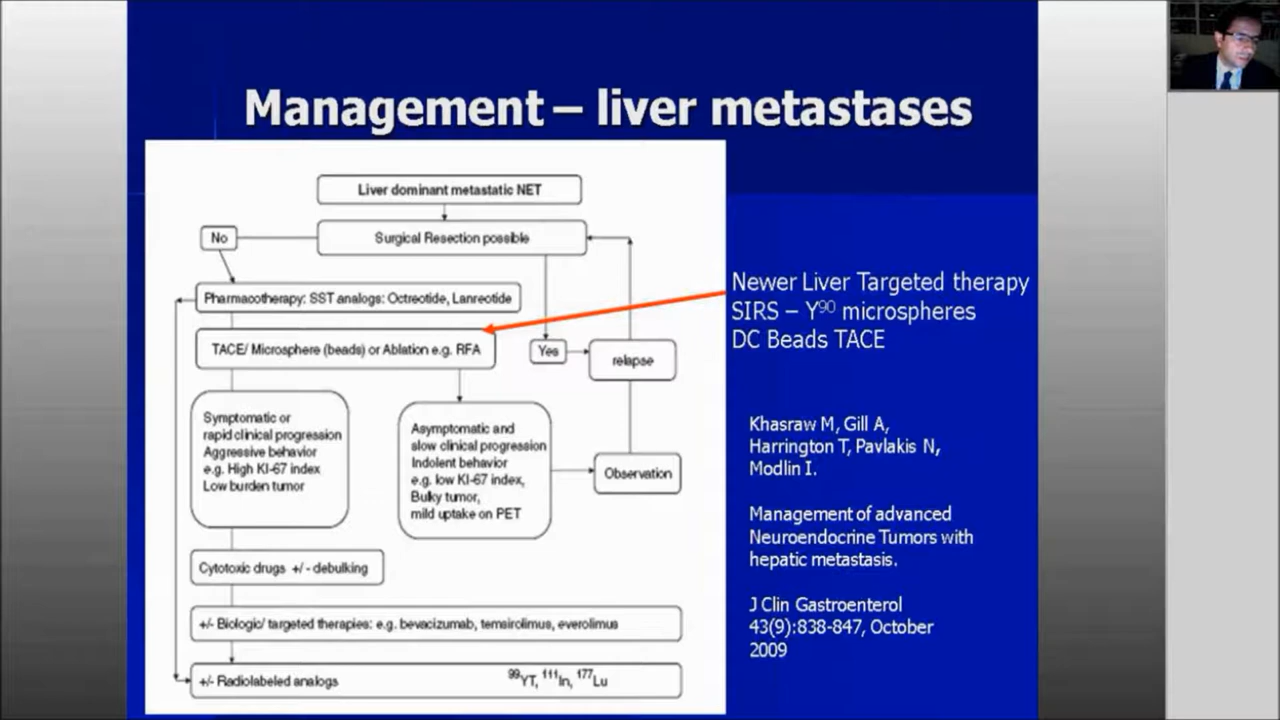 Management – liver metastases
Liver dominant metastatic NET
No
Surgical Resection possible
Pharmacotherapy: SST analogs: Octreotide, Lanreotide
TACE/ Microsphere (beads) or Ablation e.g. RFA
Yes
relapse
Symptomatic or
rapid clinical progression
Aggressive behavior
e.g. High KI-67 index
Low burden tumor
Asymptomatic and
slow clinical progression
Indolent behavior
e.g. low KI-67 index,
Bulky tumor,
mild uptake on PET
Observation
Cytotoxic drugs +/- debulking
+/- Biologic/ targeted therapies: e.g. bevacizumab, temsirolimus, everolimus
+/- Radiolabeled analogs 99YT, 111In, 177Lu
Newer Liver Targeted therapy
SIRS – Y90 microspheres
DC Beads TACE
Khasraw M, Gill A,
Harrington T, Pavlakis N,
Modlin I.
Management of advanced
Neuroendocrine Tumors with
hepatic metastasis.
J Clin Gastroenterol
43(9):838-847, October
2009